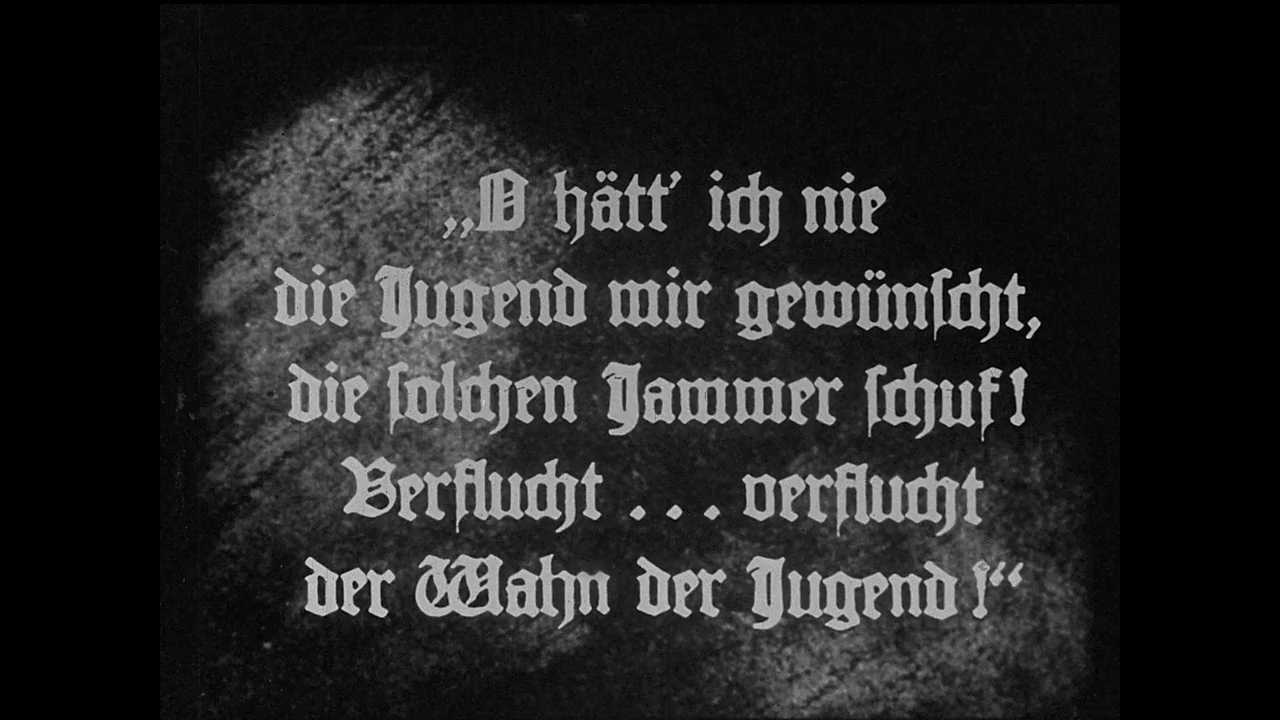 „O hätt' ich nie
die Jugend mir gewünſcht,
die ſolchen Jammer ſchuf!
Verflucht . . . verflucht
der Wahn der Jugend!“